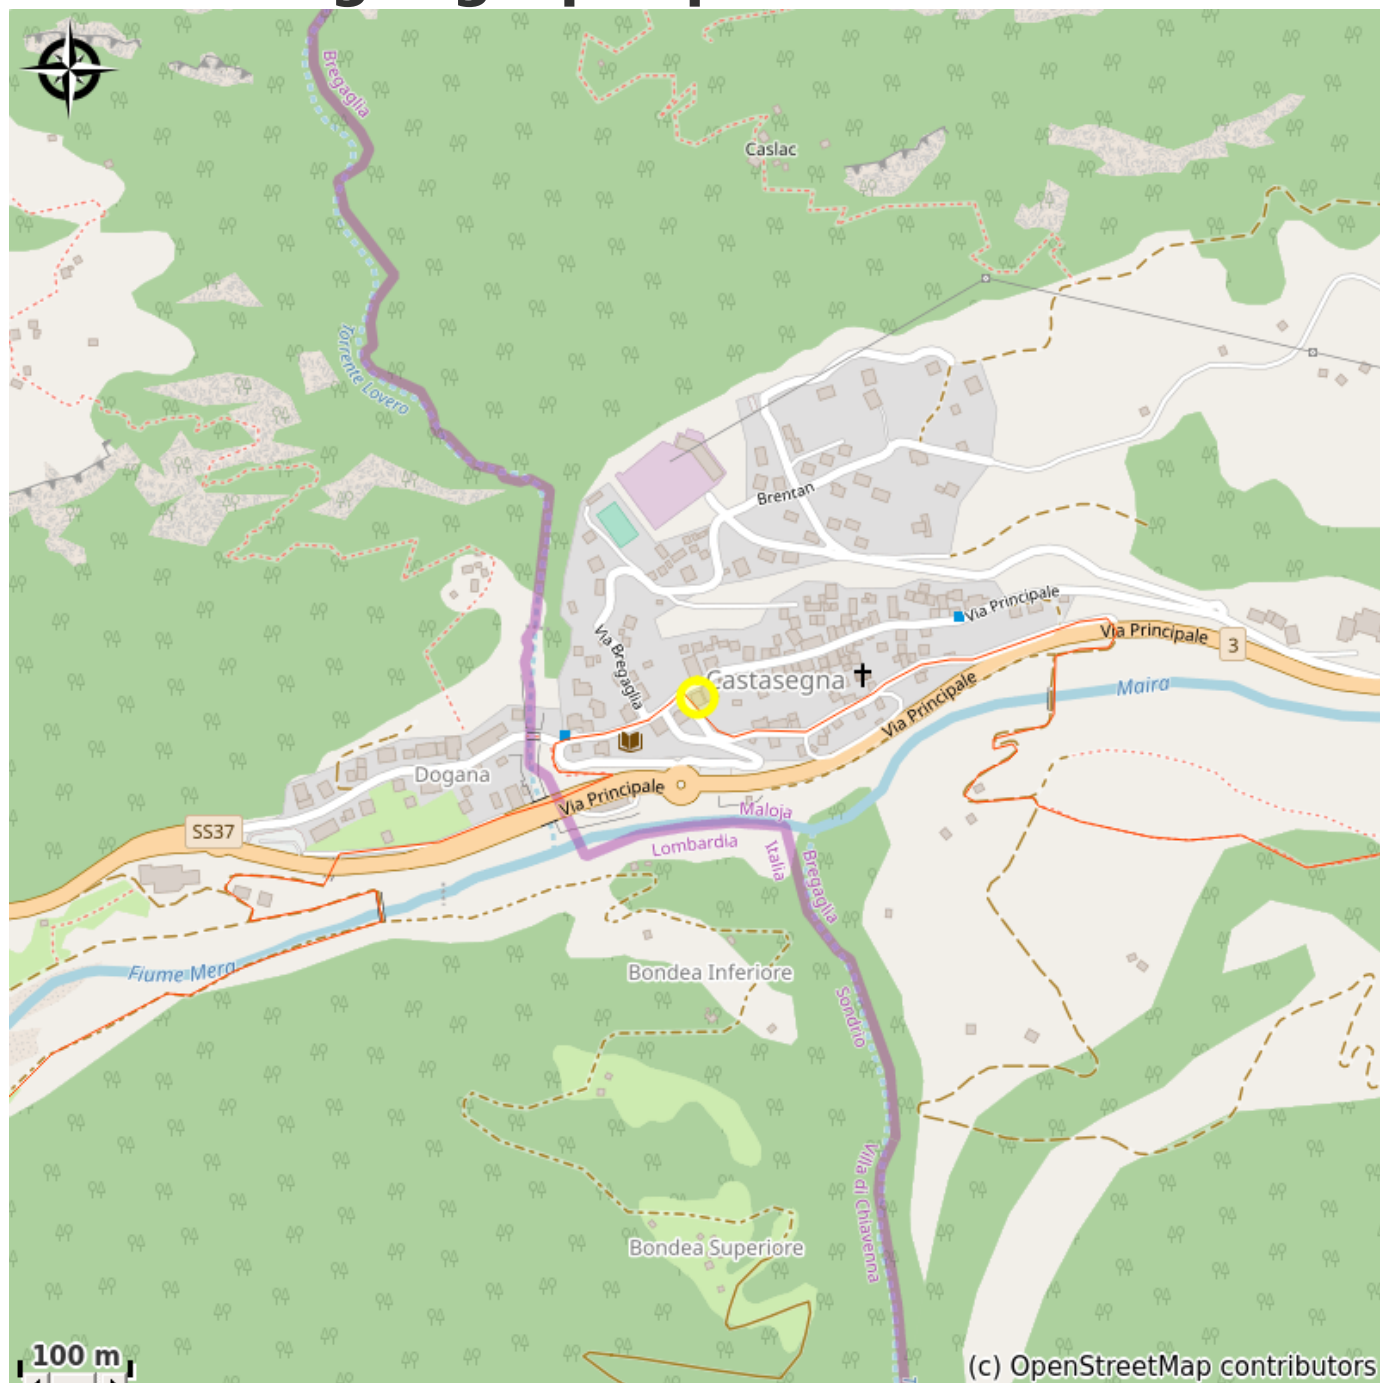 Bregaglia
Caslac
Torrente Lovero
Brentan
Via Principale
Via Principale
3
Via Bregaglia
Castasegna
Maira
Via Principale
Dogana
Via Principale
SS37
Maloja
Lombardia
Italia
Bregaglia
Fiume Mera
Bondea Inferiore
Sondrio
Villa di Chiavenna
Bondea Superiore
100 m
(c) OpenStreetMap contributors